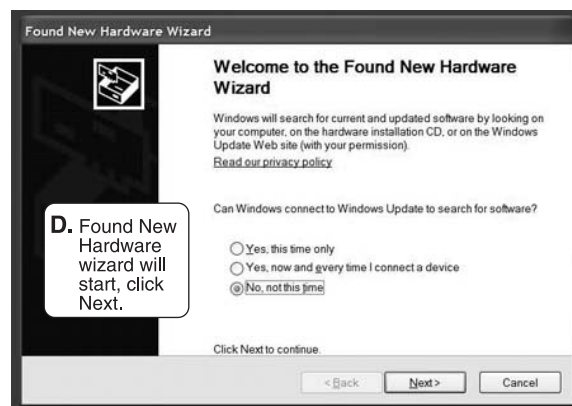 Found New Hardware Wizard
Welcome to the Found New Hardware
Wizard
Windows will search for current and updated software by looking on
your computer, on the hardware installation CD, or on the Windows
Update Web site (with your permission).
Read our privacy policy
Can Windows connect to Windows Update to search for software?
Yes, this time only
Yes, now and every time I connect a device
No, not this time
D. Found New
Hardware
wizard will
start, click
Next.
Click Next to continue.
< Back
Next >
Cancel